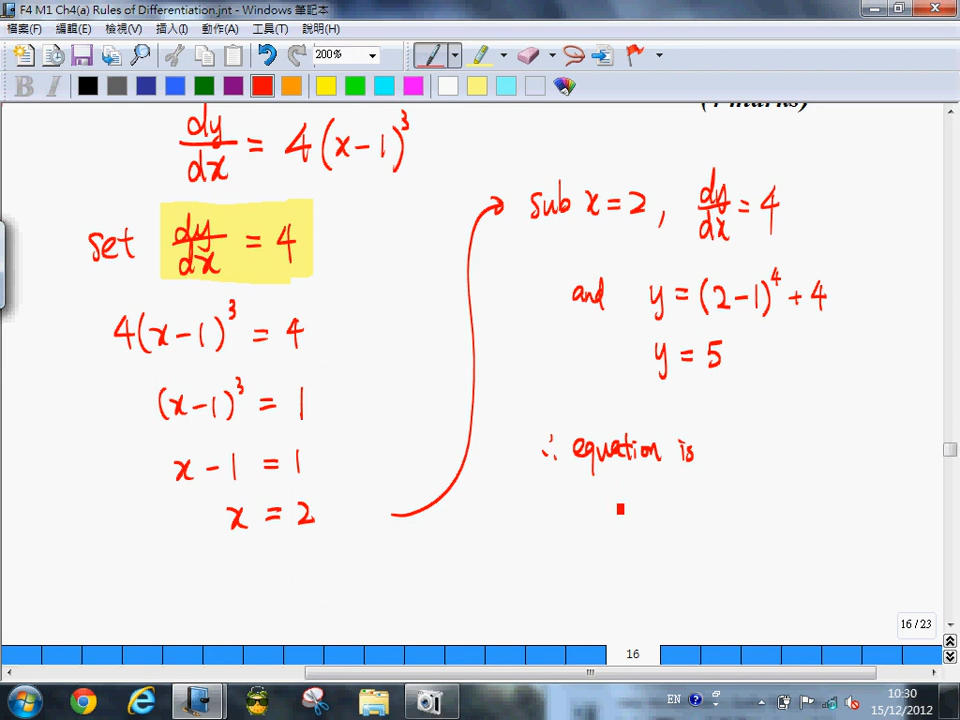 F4 M1 Ch4(a) Rules of Differentiation.jnt - Windows 筆記本
檔案(F) 編輯(E) 檢視(V) 插入(I) 動作(A) 工具(T) 說明(H)
200%
B I
dy/dx = 4(x-1)^3
set dy/dx = 4
4(x-1)^3 = 4
(x-1)^3 = 1
x - 1 = 1
x = 2
sub x = 2, dy/dx = 4
and y = (2-1)^4 + 4
y = 5
∴ equation is
16 / 23
16
EN
10:30
15/12/2012